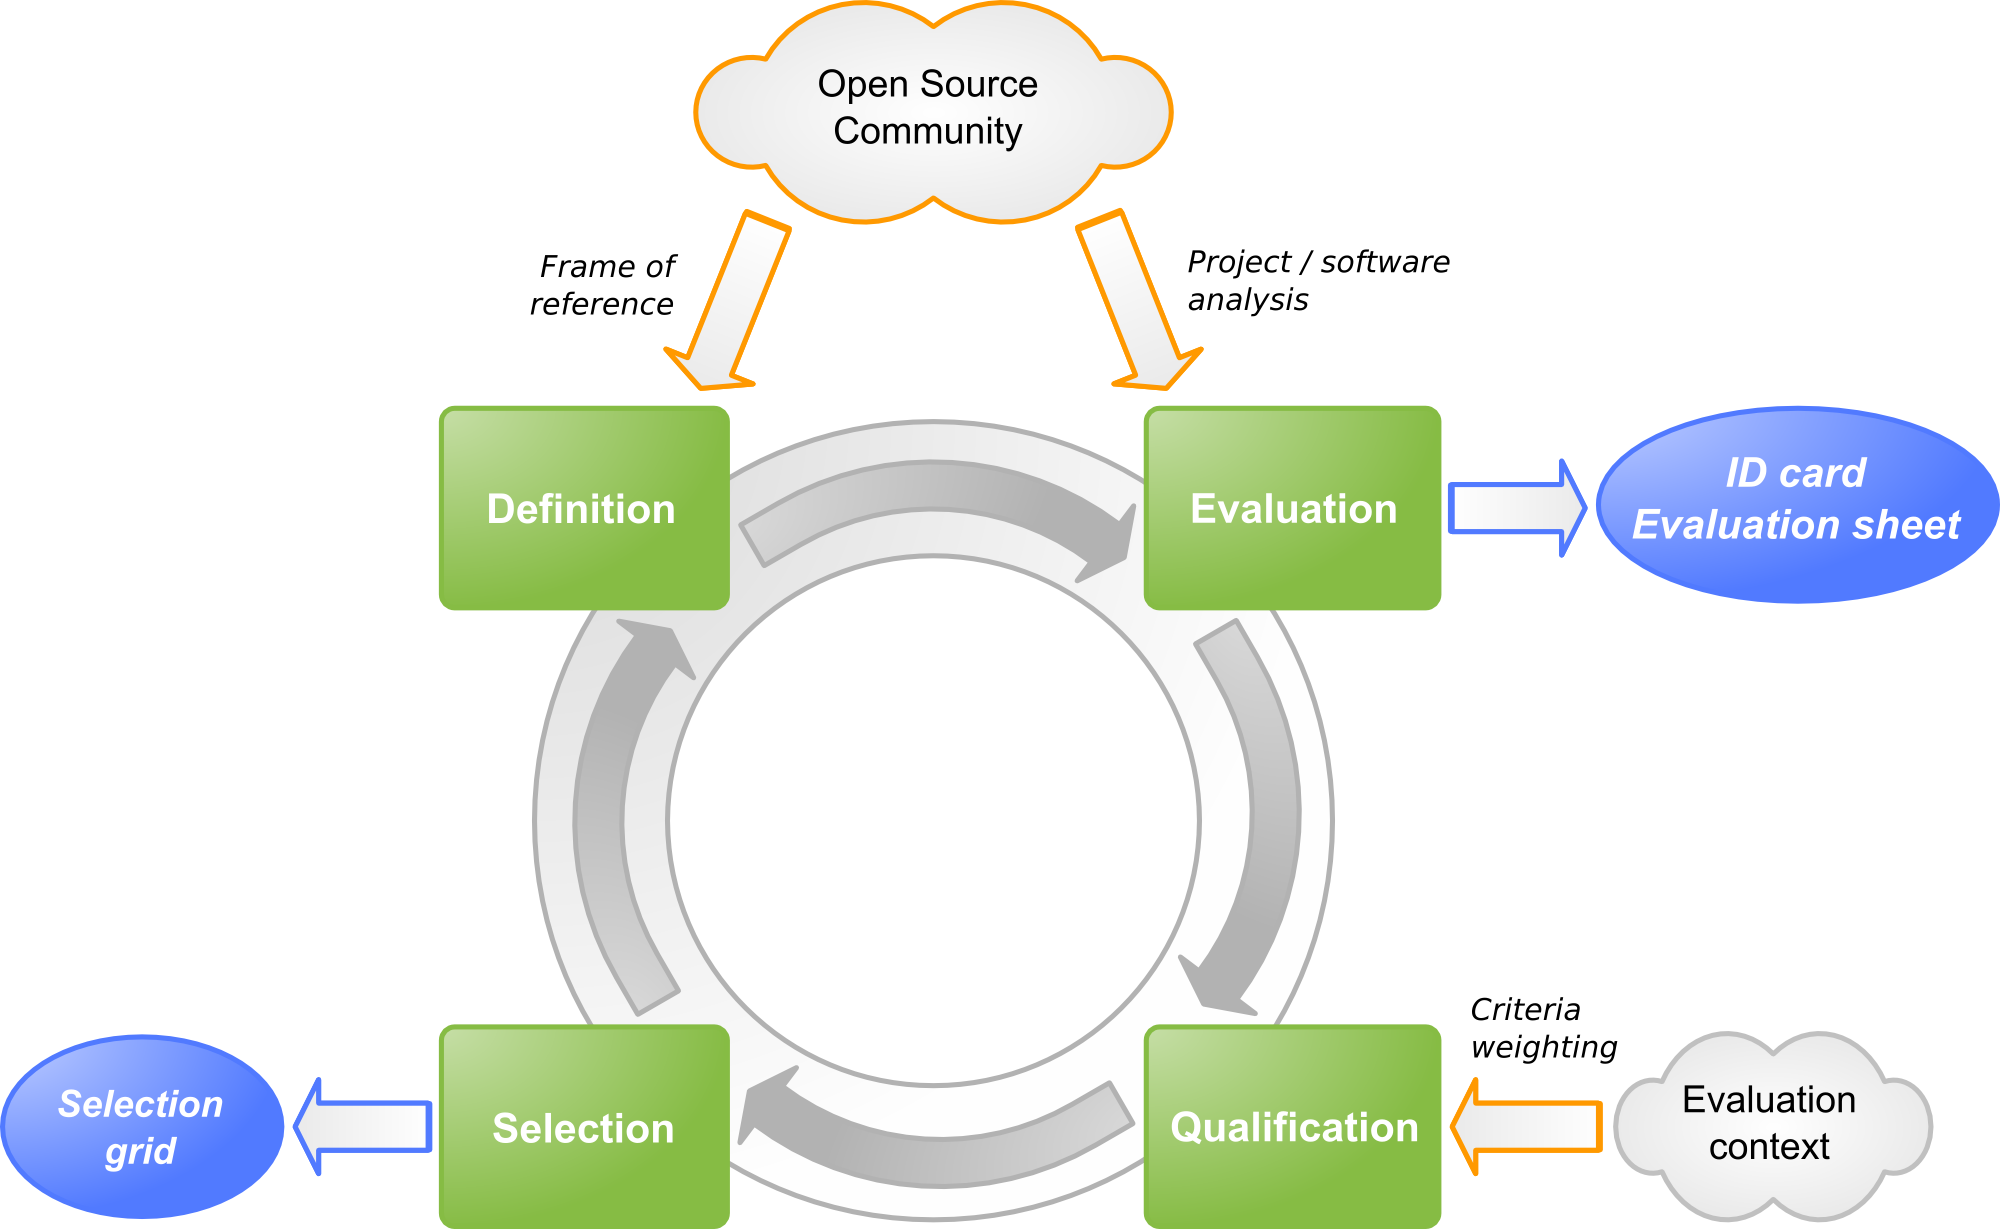 Open Source
Community
Frame of
reference
Project / software
analysis
Definition
Evaluation
ID card
Evaluation sheet
Criteria
weighting
Selection
grid
Selection
Qualification
Evaluation
context